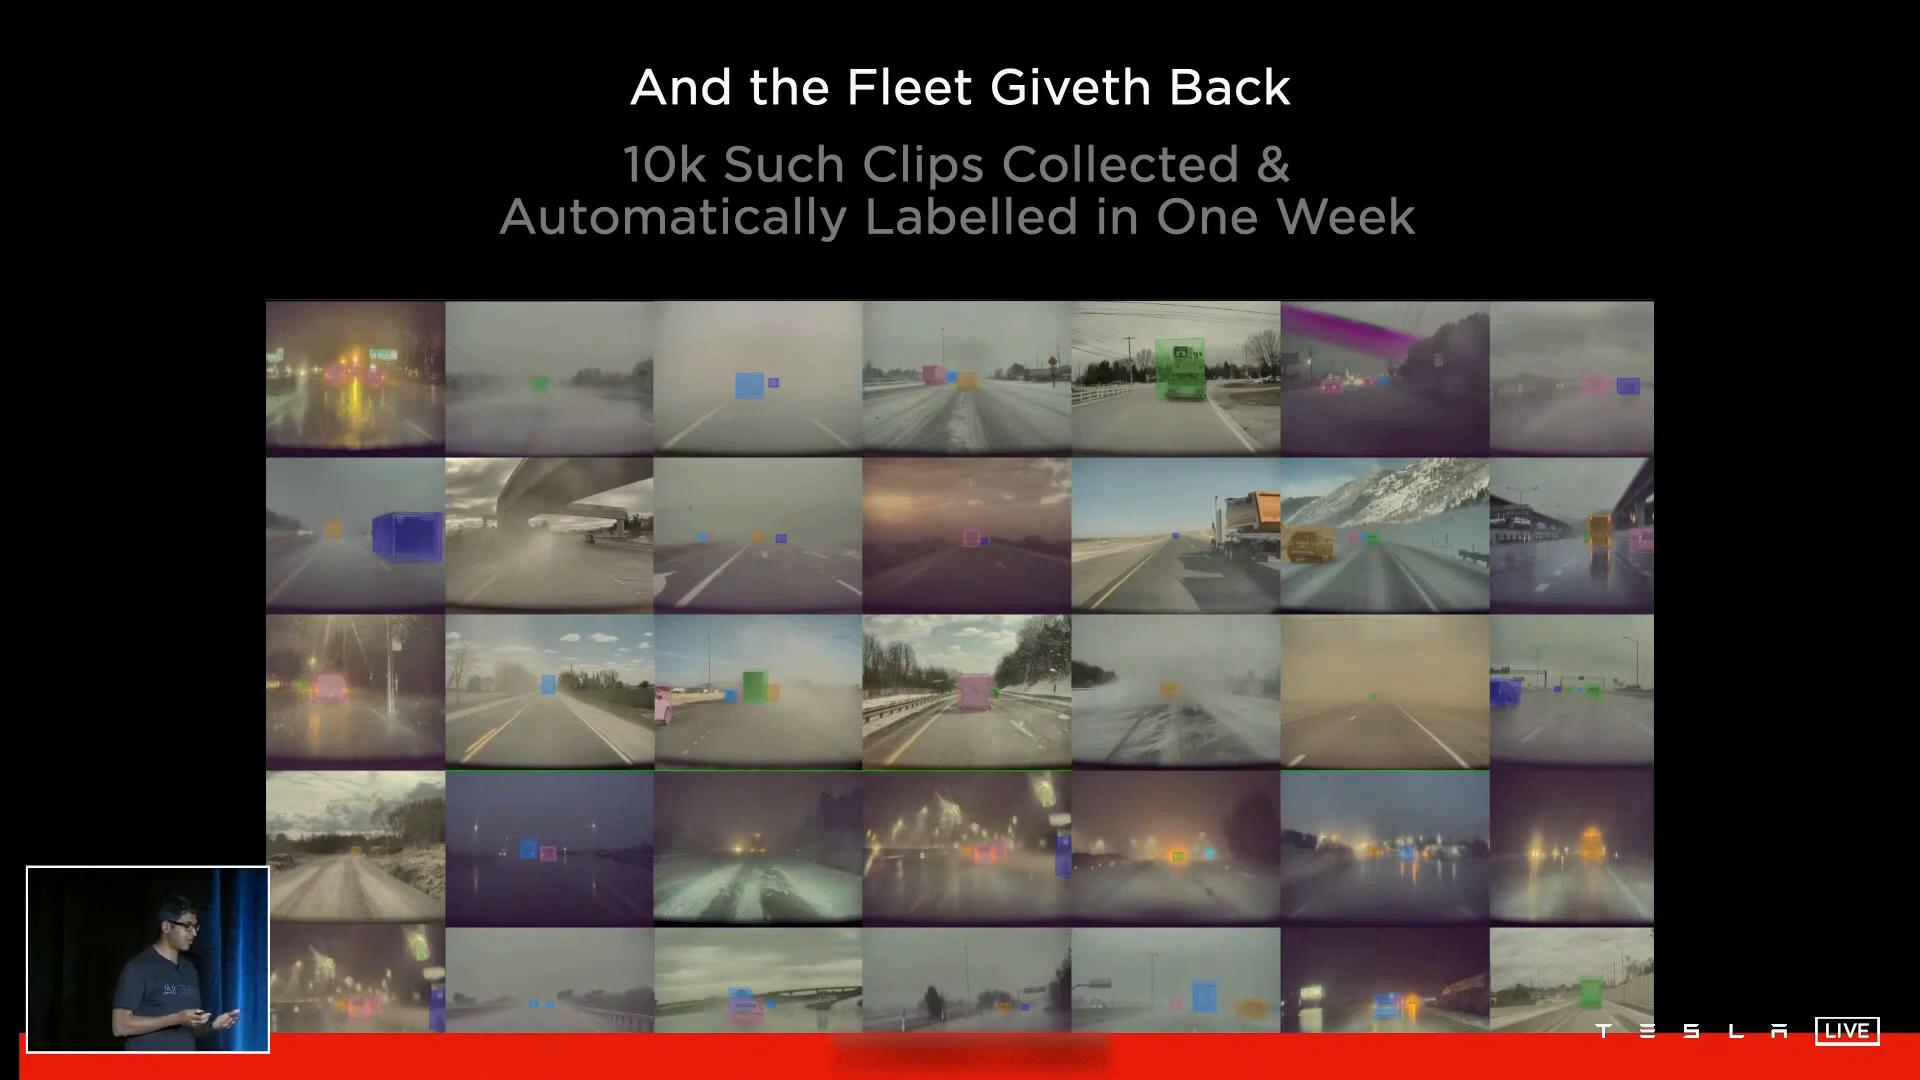 And the Fleet Giveth Back
10k Such Clips Collected &
Automatically Labelled in One Week
TESLA LIVE